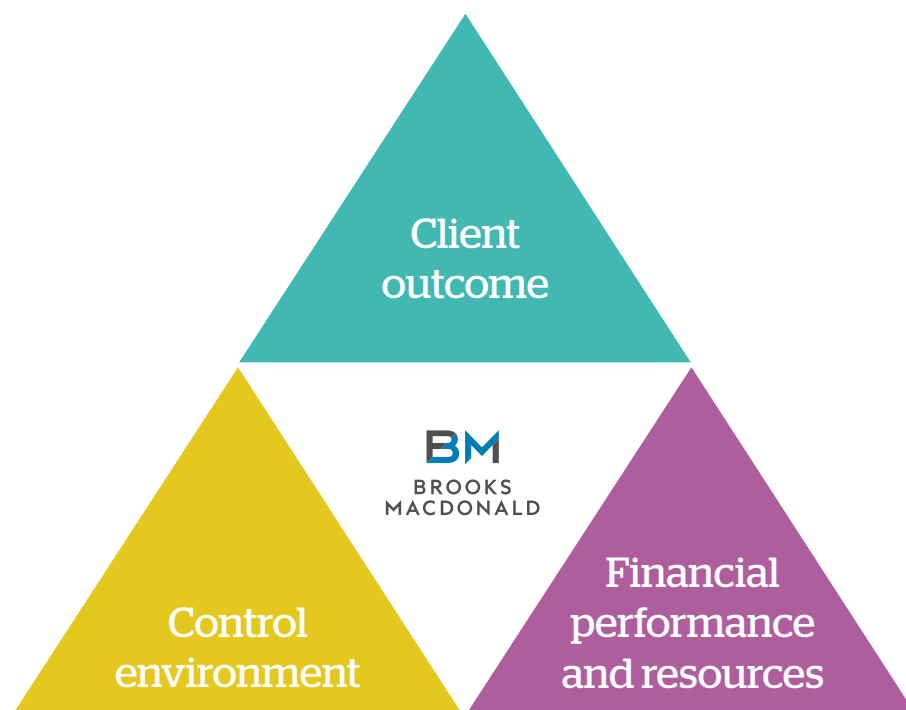 Client
outcome
BM
BROOKS
MACDONALD
Control
environment
Financial
performance
and resources